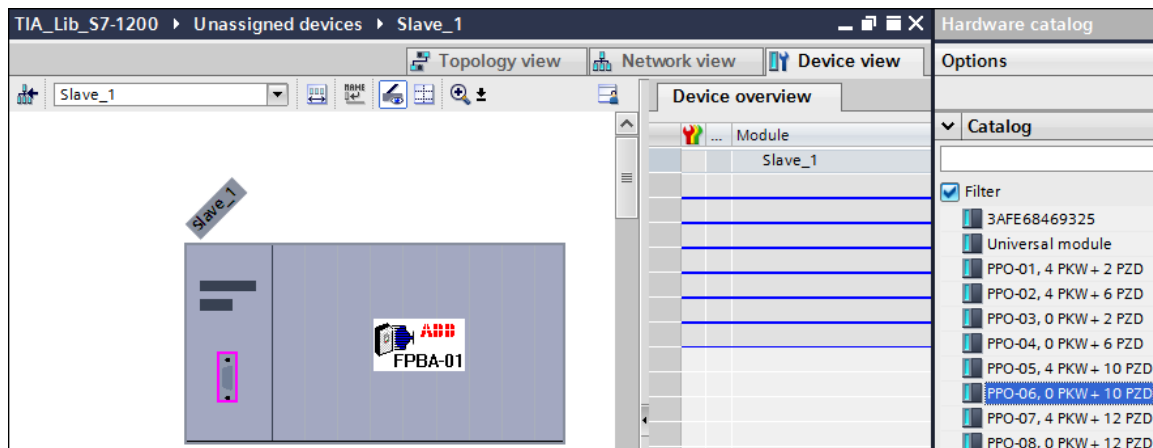 TIA_Lib_S7-1200 ▸ Unassigned devices ▸ Slave_1
Hardware catalog
Topology view
Network view
Device view
Options
Slave_1
NAME
Device overview
Catalog
... Module
Slave_1
Filter
Slave_1
3AFE68469325
Universal module
PPO-01, 4 PKW + 2 PZD
PPO-02, 4 PKW + 6 PZD
PPO-03, 0 PKW + 2 PZD
PPO-04, 0 PKW + 6 PZD
PPO-05, 4 PKW + 10 PZD
PPO-06, 0 PKW + 10 PZD
PPO-07, 4 PKW + 12 PZD
PPO-08, 0 PKW + 12 PZD
ABB
FPBA-01